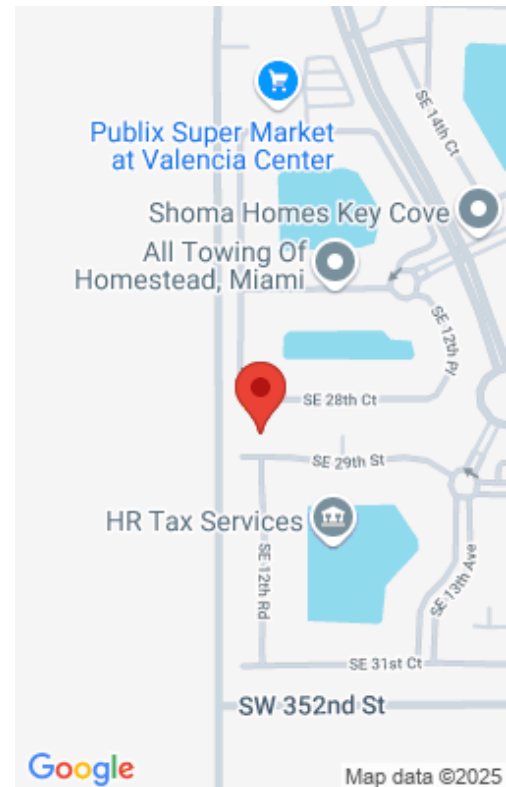 Publix Super Market
at Valencia Center
SE 14th Ct
Shoma Homes Key Cove
All Towing Of
Homestead, Miami
SE 12th Py
SE 28th Ct
SE 29th St
HR Tax Services
SE 12th Rd
SE 13th Ave
SE 31st Ct
SW 352nd St
Google
Map data ©2025